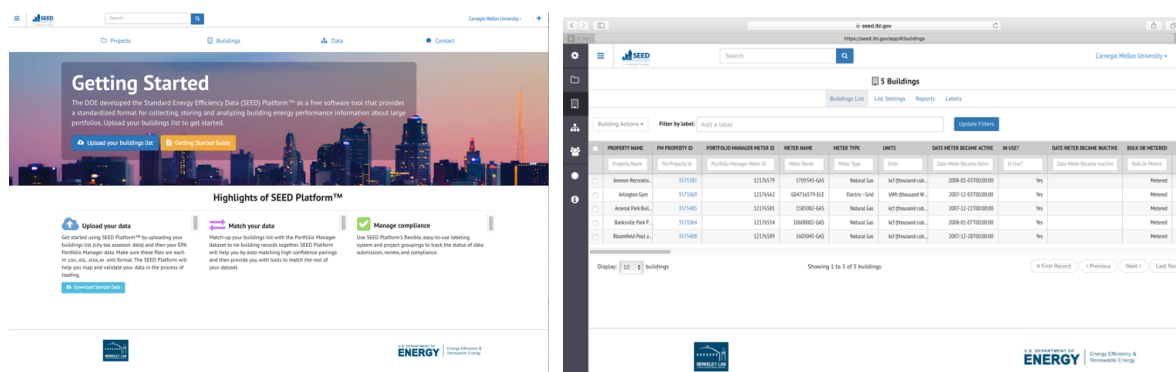 SEED
Search
Carnegie Mellon University
Projects
Buildings
Data
Contact
Getting Started
The DOE developed the Standard Energy Efficiency Data (SEED) Platform™ as a free software tool that provides
a standardized format for collecting, storing and analyzing building energy performance information about large
portfolios. Upload your buildings list to get started.
Upload your buildings list
Getting Started Guide
Highlights of SEED Platform™
Upload your data
Get started using SEED Platform™ by uploading your
buildings list (city tax assessor data) and then your EPA
Portfolio Manager data. Make sure these files are each
in .csv, .xls, .xlsx, or .xml format. The SEED Platform will
help you map and validate your data in the process of
loading.
Download Sample Data
Match your data
Match-up your buildings list with the Portfolio Manager
dataset to tie building records together. SEED Platform
will help you by auto-matching high confidence pairings
and then provide you with tools to match the rest of
your dataset.
Manage compliance
Use SEED Platform's flexible, easy-to-use labeling
system and project groupings to track the status of data
submission, review, and compliance.
BERKELEY LAB
U.S. DEPARTMENT OF
ENERGY
Energy Efficiency &
Renewable Energy
seed.lbl.gov
https://seed.lbl.gov/app/#/buildings
SEED
Search
Carnegie Mellon University
5 Buildings
Buildings List List Settings Reports Labels
Building Actions Filter by label: Add a label Update Filters
PROPERTY NAME PM PROPERTY ID PORTFOLIO MANAGER METER ID METER NAME METER TYPE UNITS DATE METER BECAME ACTIVE IN USE? DATE METER BECAME INACTIVE BULK OR METERED
Property Name PM Property ID Portfolio Manager Meter ID Meter Name Meter Type Units Date Meter Became Activ In Use? Date Meter Became Inactive Bulk Or Metere
Ammon Recreatio... 3575381 12176579 1709545-GAS Natural Gas kcf (thousand cub... 2008-01-03T00:00:00 Yes Metered
Arlington Gym 3575069 12176562 G04756579-ELE Electric - Grid kWh (thousand W... 2007-12-03T00:00:00 Yes Metered
Arsenal Park Buil... 3575405 12176581 1585082-GAS Natural Gas kcf (thousand cub... Yes Metered
Banksville Park P... 3575064 12176554 10600002-GAS Natural Gas kcf (thousand cub... 2008-01-07T00:00:00 Yes Metered
Bloomfield Pool a... 3575408 12176589 1603045-GAS Natural Gas kcf (thousand cub... 2007-12-28T00:00:00 Yes Metered
Display: 10 buildings Showing 1 to 5 of 5 buildings « First Record ‹ Previous Next › Last Rec
BERKELEY LAB
U.S. DEPARTMENT OF
ENERGY
Energy Efficiency &
Renewable Energy